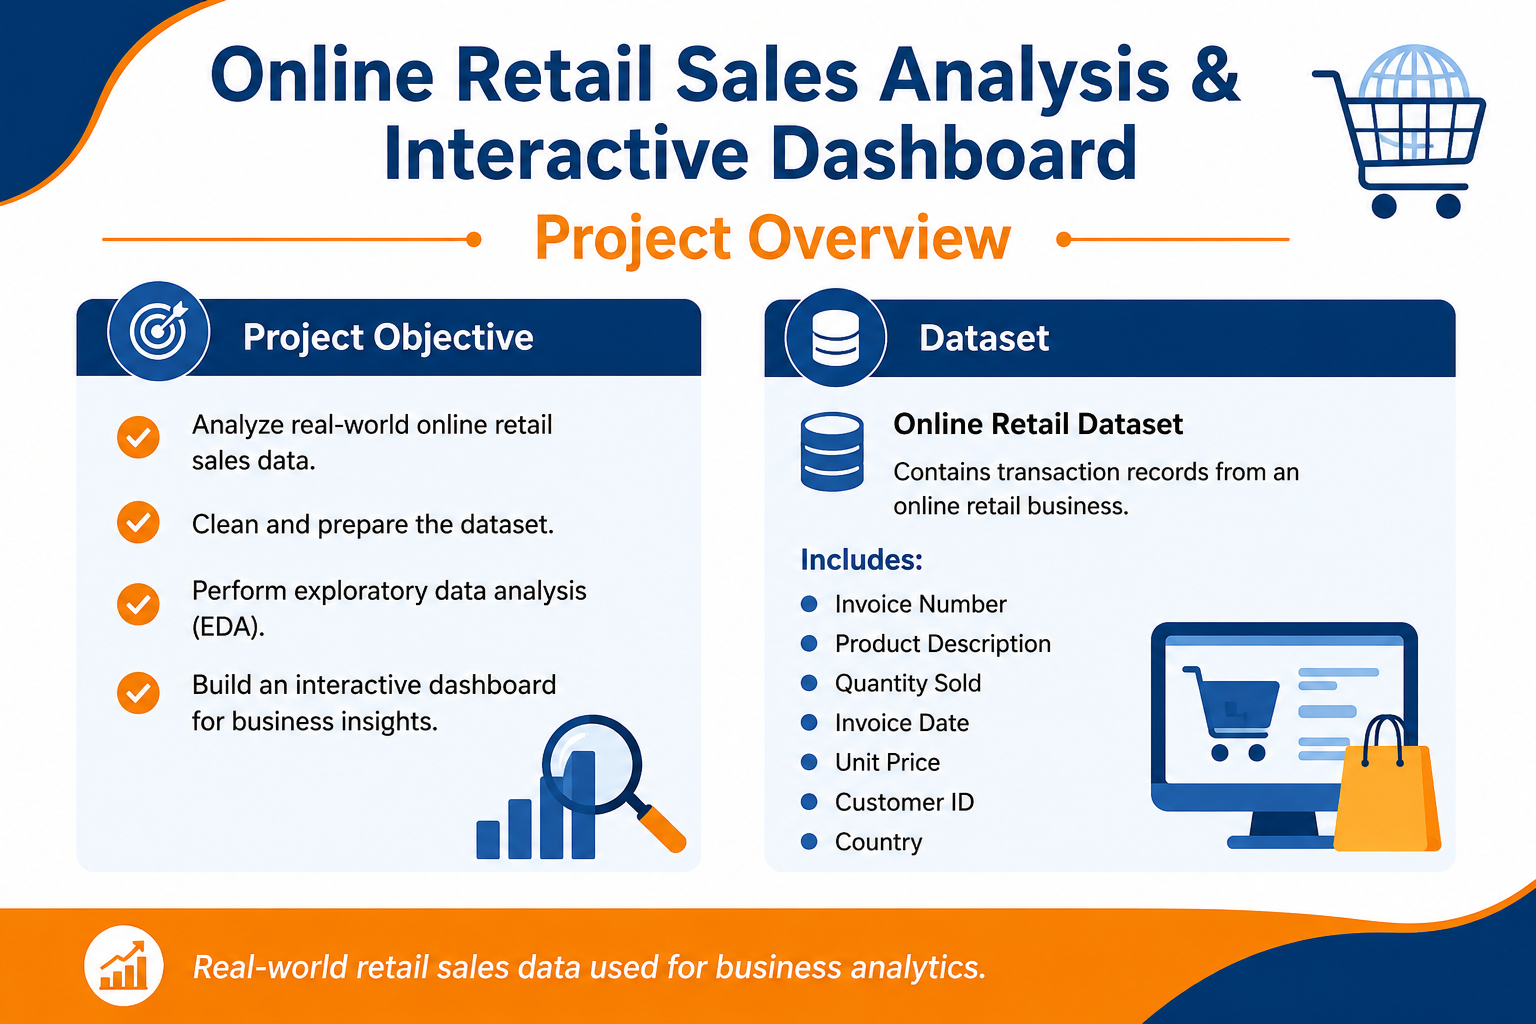 Online Retail Sales Analysis &
Interactive Dashboard
Project Overview
Project Objective
Analyze real-world online retail
sales data.
Clean and prepare the dataset.
Perform exploratory data analysis
(EDA).
Build an interactive dashboard
for business insights.
Dataset
Online Retail Dataset
Contains transaction records from an
online retail business.
Includes:
Invoice Number
Product Description
Quantity Sold
Invoice Date
Unit Price
Customer ID
Country
Real-world retail sales data used for business analytics.